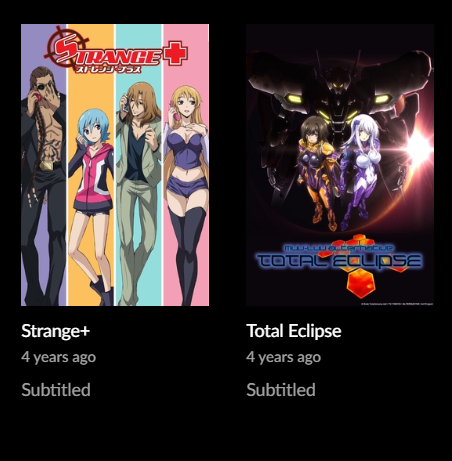 STRANGE+
ストレンジ・プラス
Strange+
4 years ago
Subtitled
MUV-LUV ALTERNATIVE
TOTAL ECLIPSE
Total Eclipse
4 years ago
Subtitled